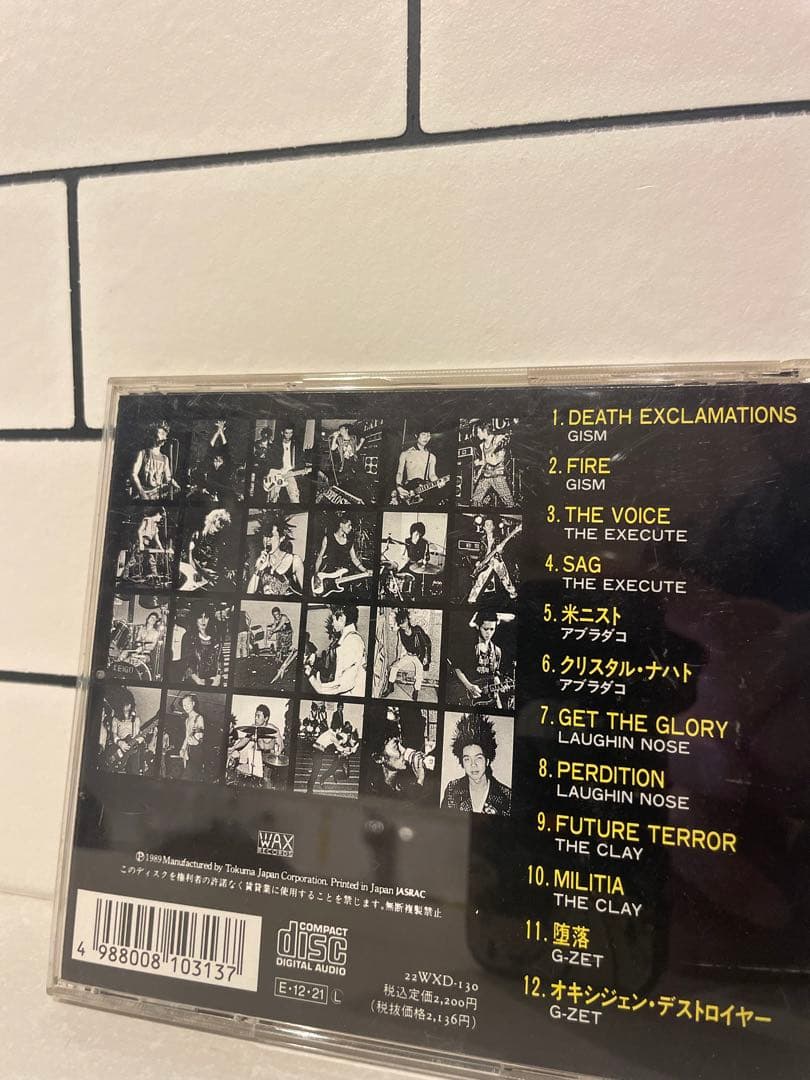 1. DEATH EXCLAMATIONS
GISM
2. FIRE
GISM
3. THE VOICE
THE EXECUTE
4. SAG
THE EXECUTE
5. 米ニスト
アブラダコ
6. クリスタル・ナハト
アブラダコ
7. GET THE GLORY
LAUGHIN NOSE
8. PERDITION
LAUGHIN NOSE
9. FUTURE TERROR
THE CLAY
10. MILITIA
THE CLAY
11. 堕落
G-ZET
12. オキシジェン・デストロイヤー
G-ZET
WAX
RECORDS
Ⓟ1989 Manufactured by Tokuma Japan Corporation. Printed in Japan JASRAC
このディスクを権利者の許諾なく賃貸業に使用することを禁じます。無断複製禁止
4 988008 103137
COMPACT
disc
DIGITAL AUDIO
E・12・21 Ⓛ
22WXD-130
税込定価2,200円
(税抜価格2,136円)